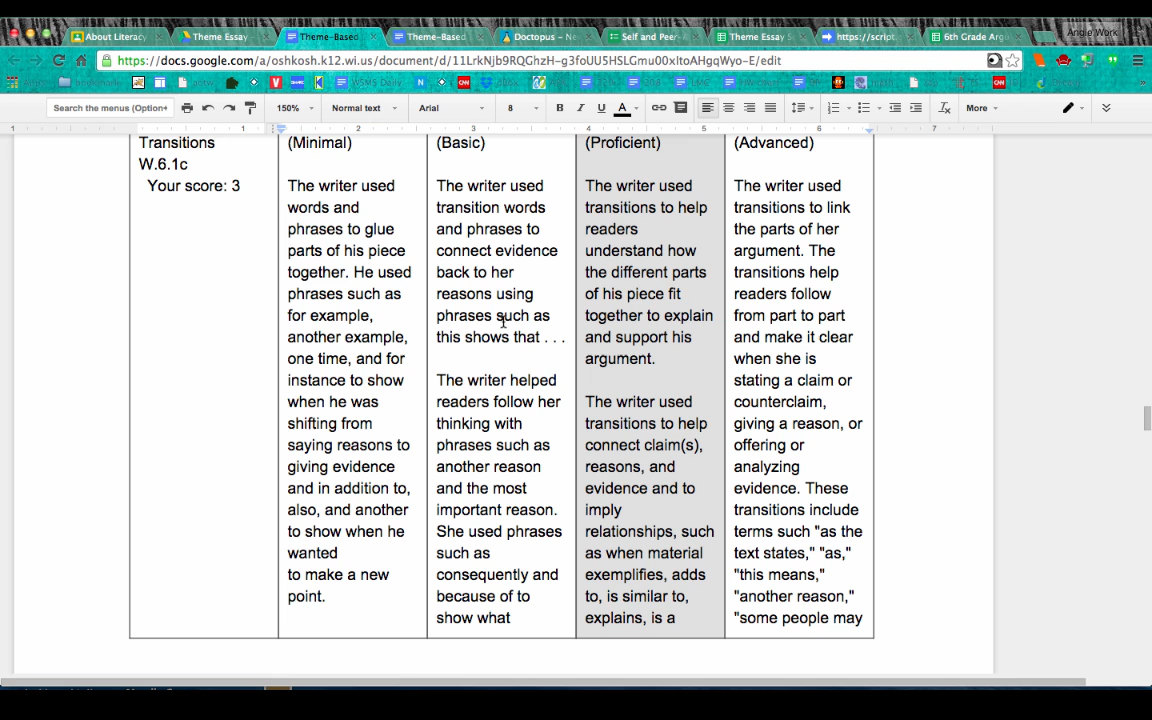 About Literacy
Theme Essay
Theme-Based
Theme-Based
Doctopus - No
Self and Peer
Theme Essay S
https://script.
6th Grade Argu
Angie Work
https://docs.google.com/a/oshkosh.k12.wi.us/document/d/11LrkNjb9RQGhzH-g3foUU5HSLGmu00xItoAHgqWyo-E/edit
Search the menus (Option+
150%
Normal text
Arial
8
B I U A
More
1 1 2 3 4 5 6 7
Transitions
W.6.1c
Your score: 3
(Minimal)
The writer used
words and
phrases to glue
parts of his piece
together. He used
phrases such as
for example,
another example,
one time, and for
instance to show
when he was
shifting from
saying reasons to
giving evidence
and in addition to,
also, and another
to show when he
wanted
to make a new
point.
(Basic)
The writer used
transition words
and phrases to
connect evidence
back to her
reasons using
phrases such as
this shows that . . .
The writer helped
readers follow her
thinking with
phrases such as
another reason
and the most
important reason.
She used phrases
such as
consequently and
because of to
show what
(Proficient)
The writer used
transitions to help
readers
understand how
the different parts
of his piece fit
together to explain
and support his
argument.
The writer used
transitions to help
connect claim(s),
reasons, and
evidence and to
imply
relationships, such
as when material
exemplifies, adds
to, is similar to,
explains, is a
(Advanced)
The writer used
transitions to link
the parts of her
argument. The
transitions help
readers follow
from part to part
and make it clear
when she is
stating a claim or
counterclaim,
giving a reason, or
offering or
analyzing
evidence. These
transitions include
terms such "as the
text states," "as,"
"this means,"
"another reason,"
"some people may